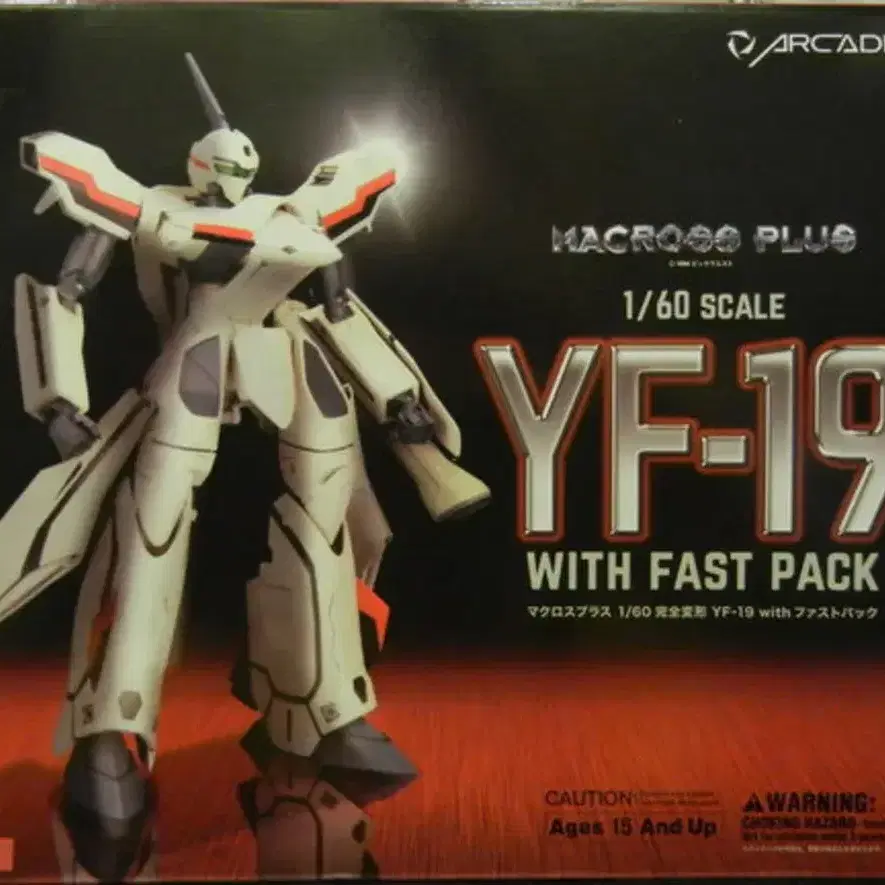 ARCADI
MACROSS PLUS
1/60 SCALE
YF-19
WITH FAST PACK
マクロスプラス 1/60 完全変形 YF-19 with ファストパック
CAUTION:
Ages 15 And Up
⚠WARNING:
CHOKING HAZARD